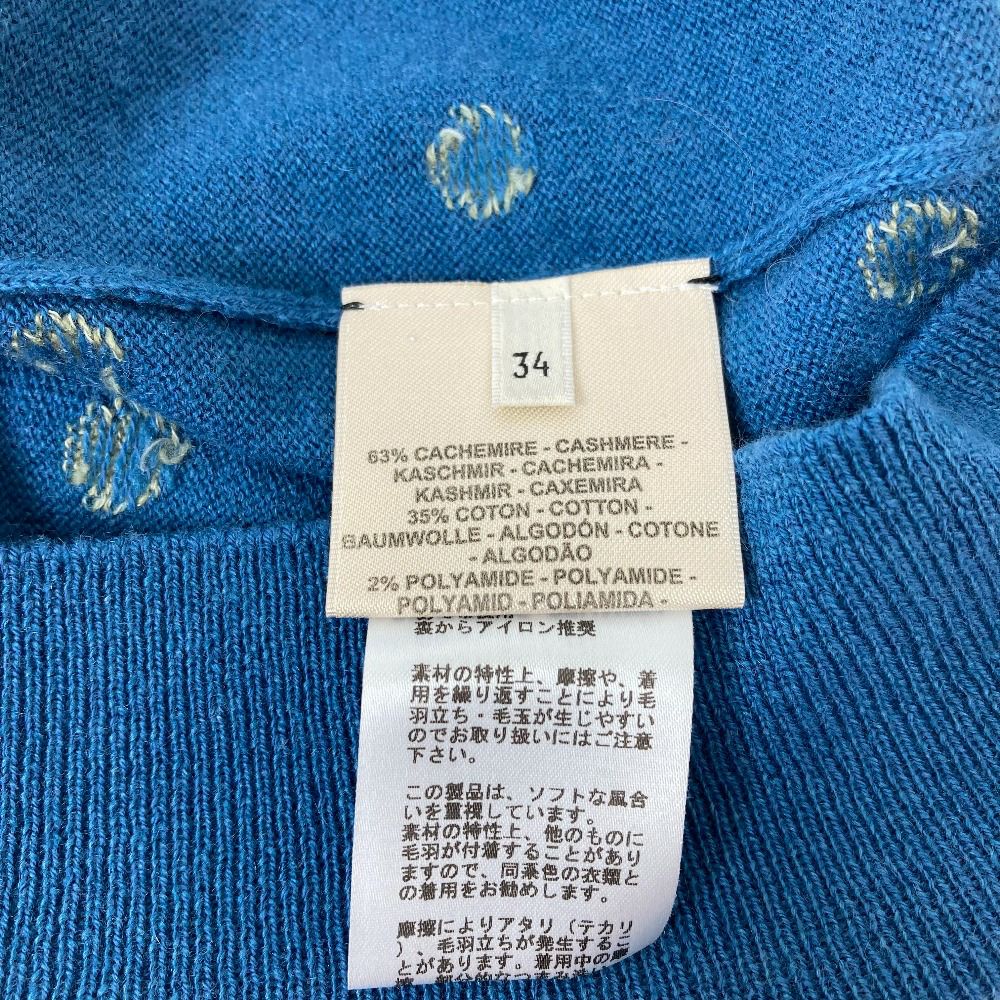 34
63% CACHEMIRE - CASHMERE -
KASCHMIR - CACHEMIRA -
KASHMIR - CAXEMIRA
35% COTON - COTTON -
BAUMWOLLE - ALGODÓN - COTONE
- ALGODÃO
2% POLYAMIDE - POLYAMIDE -
POLYAMID - POLIAMIDA -
裏からアイロン推奨
素材の特性上、摩擦や、着
用を繰り返すことにより毛
羽立ち・毛玉が生じやすい
のでお取り扱いにはご注意
下さい。
この製品は、ソフトな風合
いを重視しています。
素材の特性上、他のものに
毛羽が付着することがあり
ますので、同系色の衣類と
の着用をお勧めします。
摩擦によりアタリ（テカリ
）、毛羽立ちが発生するこ
とがあります。着用中の摩